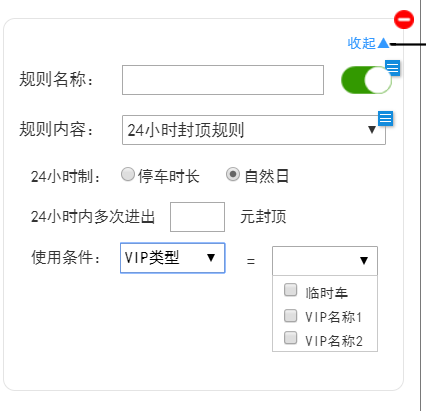 收起▲
规则名称：
规则内容： 24小时封顶规则
24小时制： 停车时长 自然日
24小时内多次进出 元封顶
使用条件： VIP类型 =
临时车
VIP名称1
VIP名称2